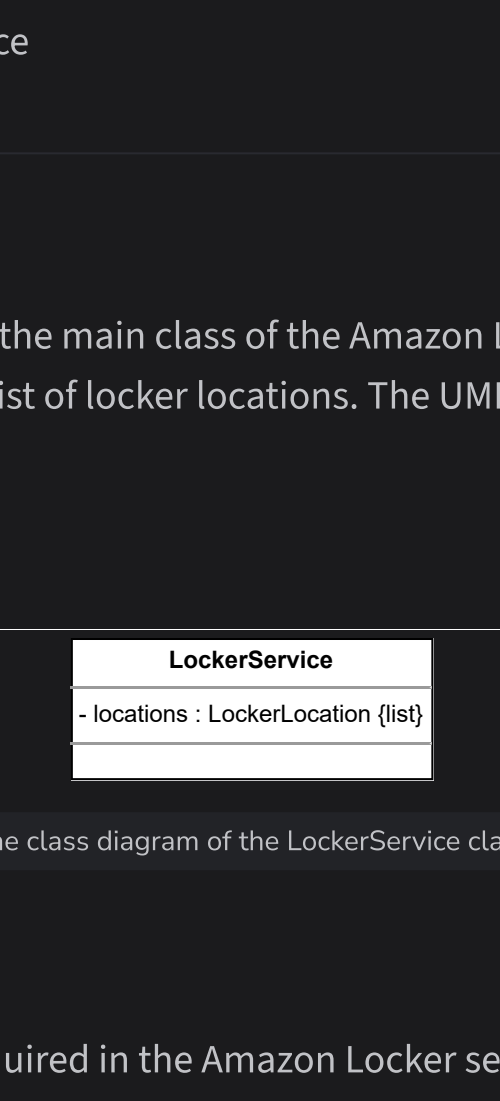 ce
the main class of the Amazon L
ist of locker locations. The UM
LockerService
- locations : LockerLocation {list}
e class diagram of the LockerService cla
uired in the Amazon Locker se